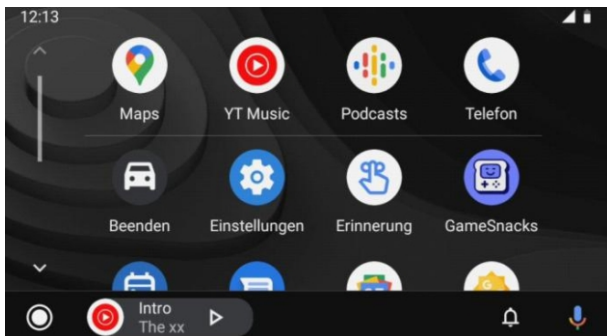 12:13
Maps
YT Music
Podcasts
Telefon
Beenden
Einstellungen
Erinnerung
GameSnacks
G
Intro
The xx